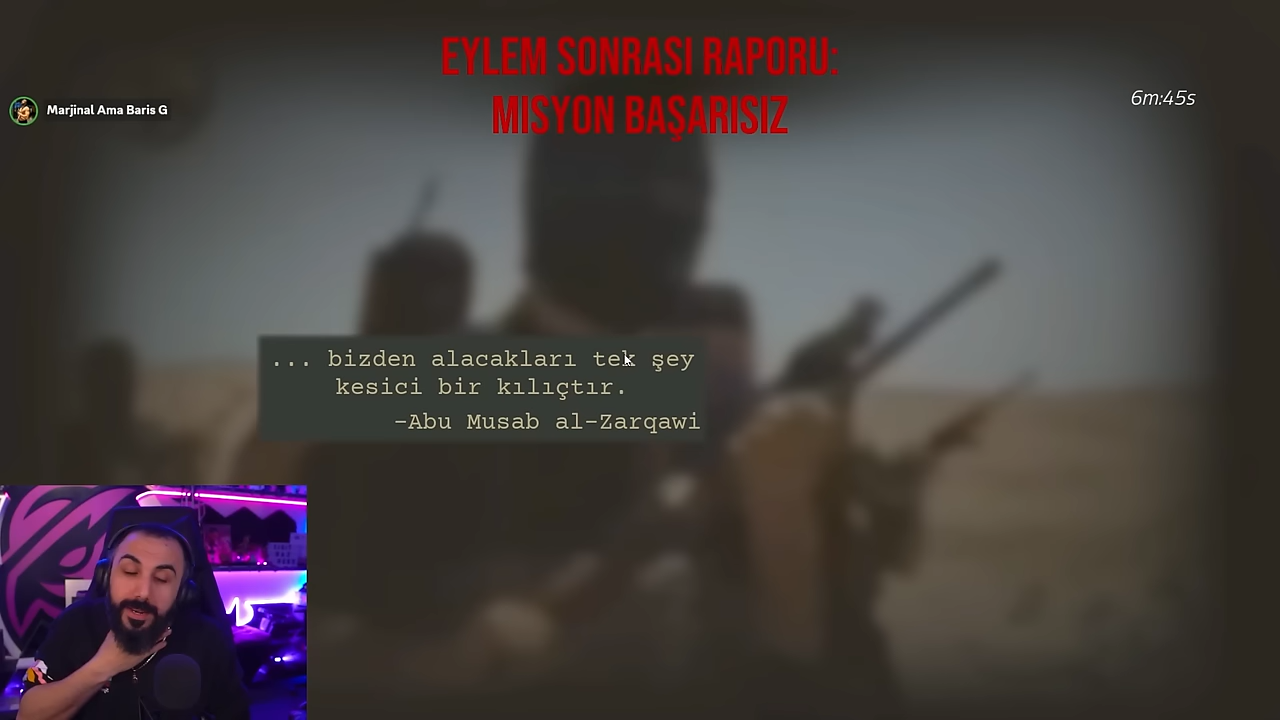 EYLEM SONRASI RAPORU:
MISYON BAŞARISIZ
6m:45s
Marjinal Ama Baris G
... bizden alacakları tek şey
kesici bir kılıçtır.
-Abu Musab al-Zarqawi